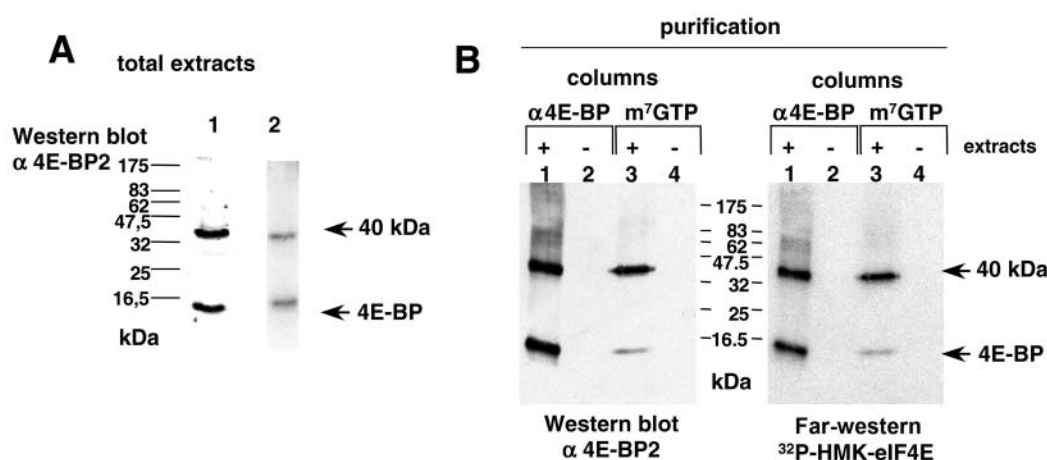 A
total extracts
1 2
Western blot
α 4E-BP2
175
83
62
47,5
32
25
16,5
kDa
40 kDa
4E-BP
B
purification
columns
α4E-BP m⁷GTP
+ - + -
1 2 3 4
175
83
62
47.5
32
25
16.5
kDa
Western blot
α 4E-BP2
columns
α4E-BP m⁷GTP
+ - + - extracts
1 2 3 4
40 kDa
4E-BP
Far-western
³²P-HMK-eIF4E